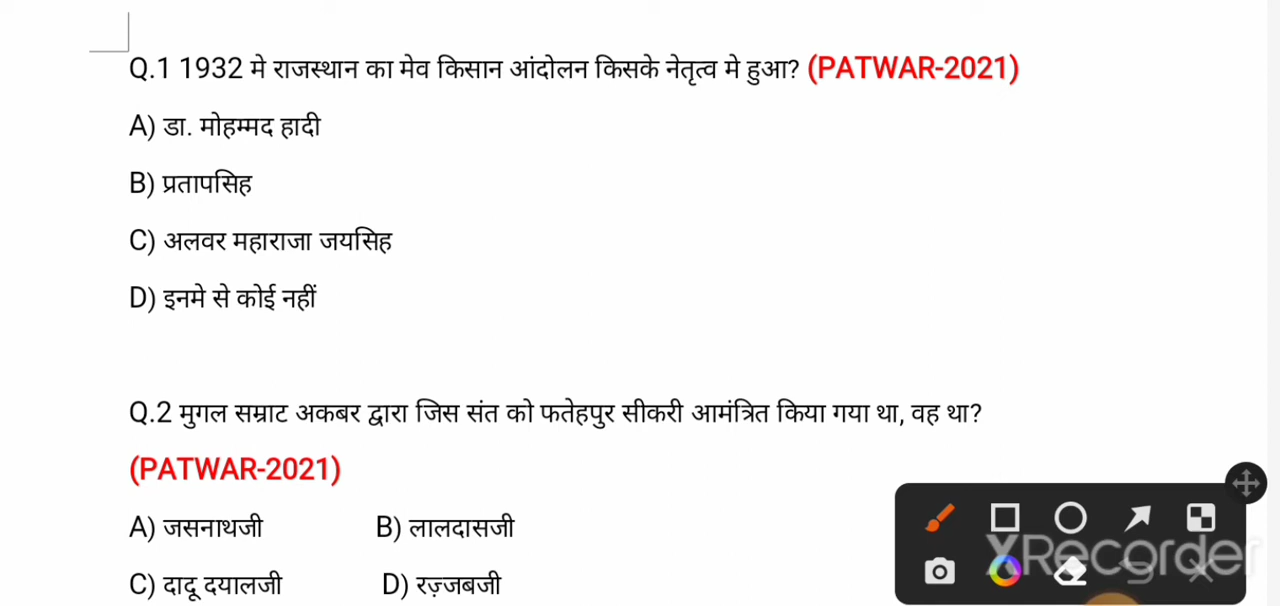 Q.1 1932 मे राजस्थान का मेव किसान आंदोलन किसके नेतृत्व मे हुआ? (PATWAR-2021)
A) डा. मोहम्मद हादी
B) प्रतापसिह
C) अलवर महाराजा जयसिह
D) इनमे से कोई नहीं
Q.2 मुगल सम्राट अकबर द्वारा जिस संत को फतेहपुर सीकरी आमंत्रित किया गया था, वह था?
(PATWAR-2021)
A) जसनाथजी B) लालदासजी
C) दादू दयालजी D) रज़्जबजी
XRecorder